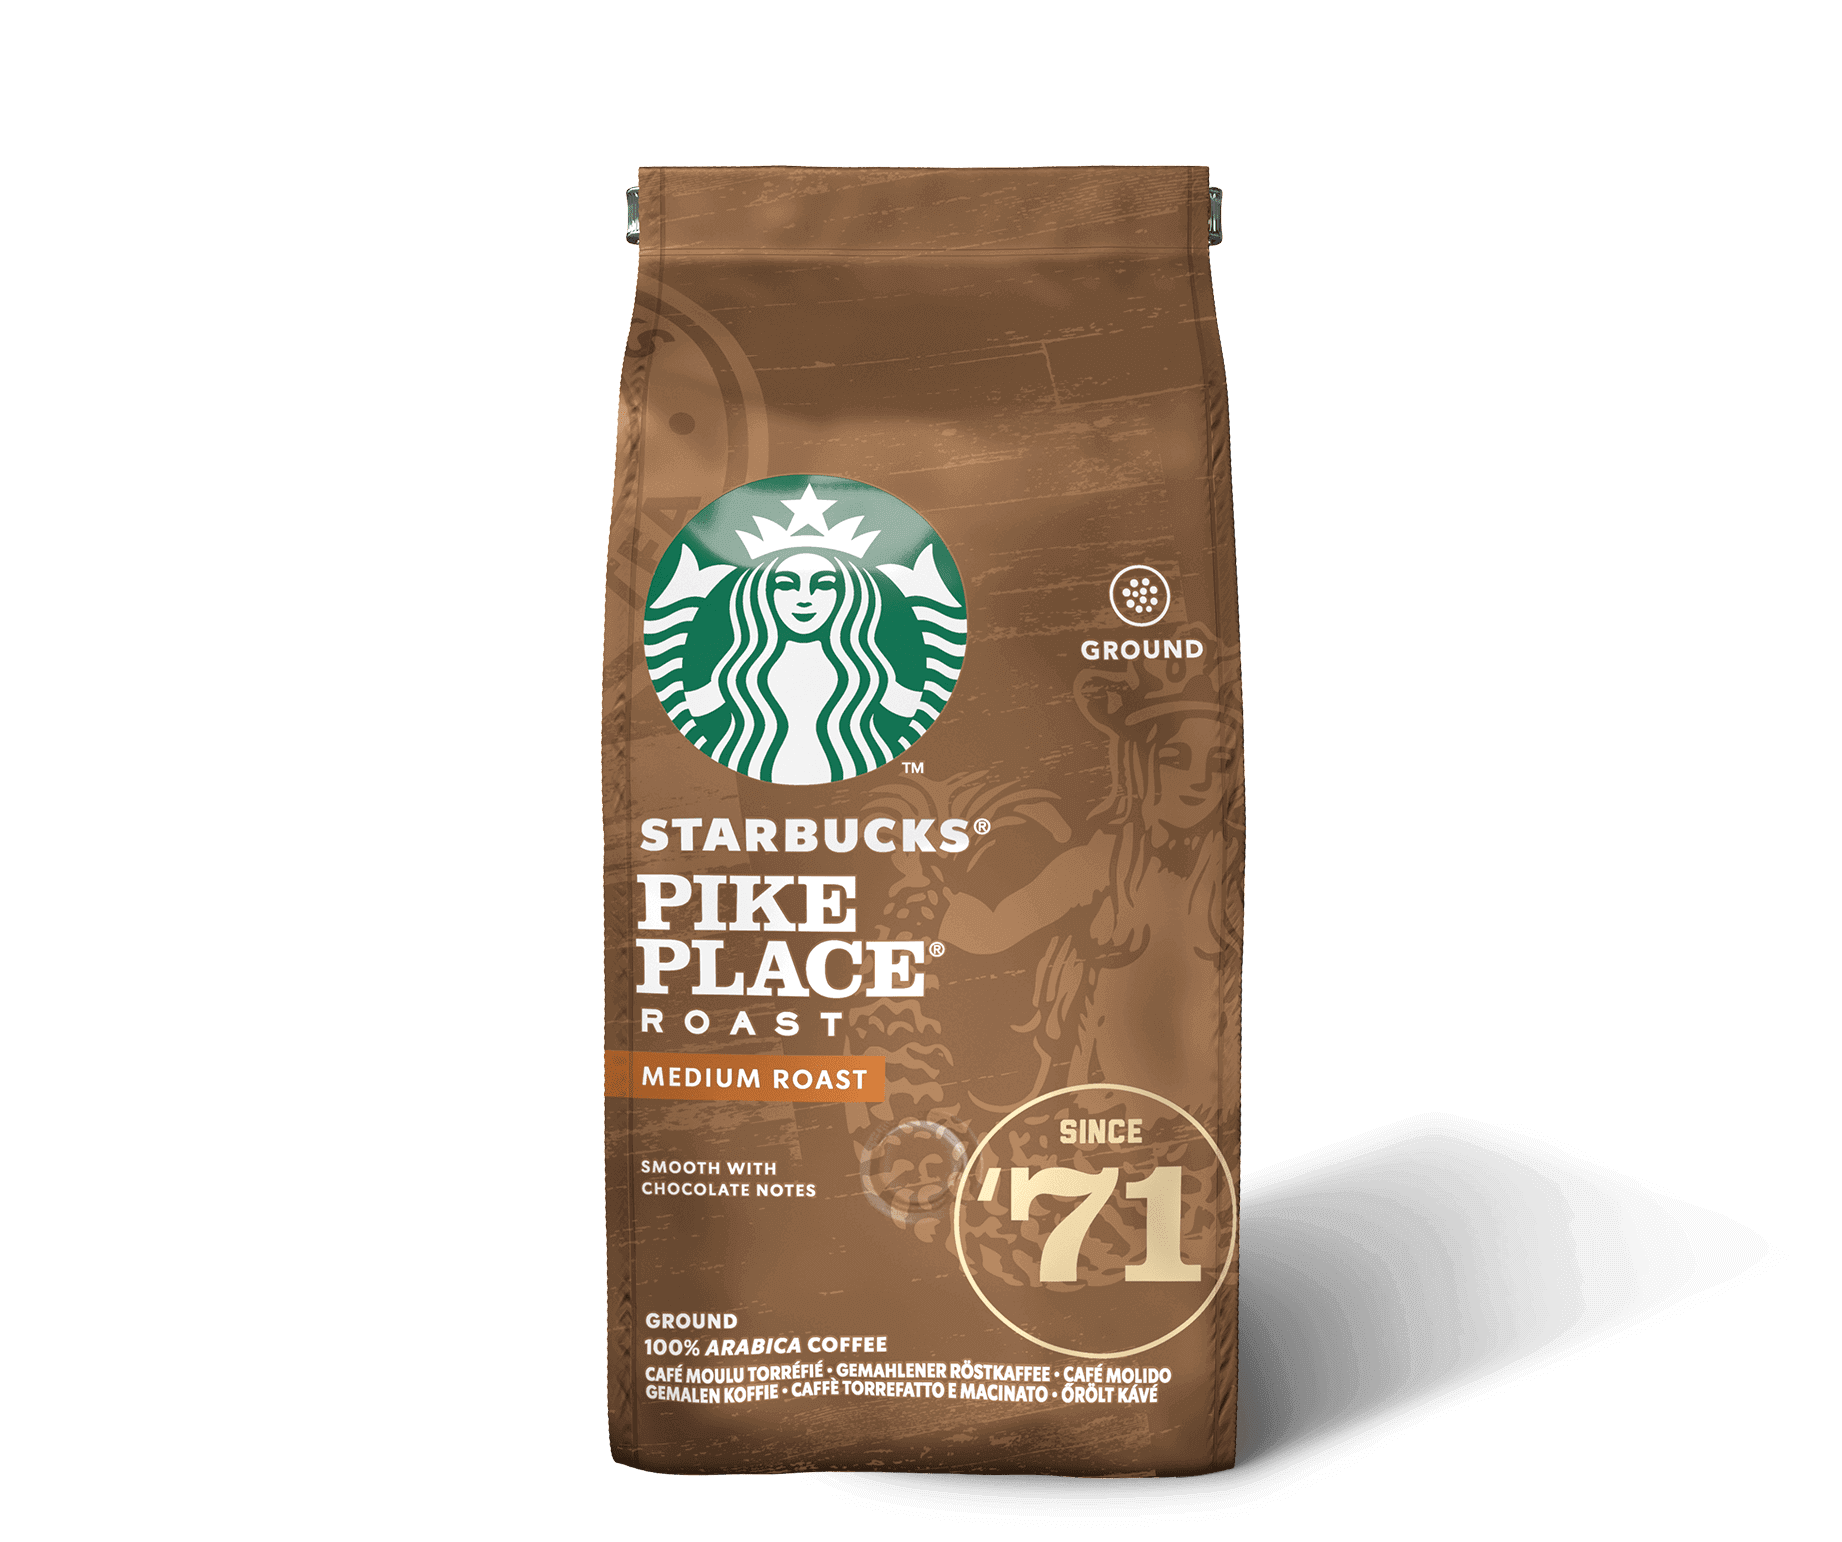 GROUND
™
STARBUCKS®
PIKE
PLACE®
ROAST
MEDIUM ROAST
SMOOTH WITH
CHOCOLATE NOTES
SINCE
'71
GROUND
100% ARABICA COFFEE
CAFÉ MOULU TORRÉFIÉ • GEMAHLENER RÖSTKAFFEE • CAFÉ MOLIDO
GEMALEN KOFFIE • CAFFÈ TORREFATTO E MACINATO • ŐRÖLT KÁVÉ